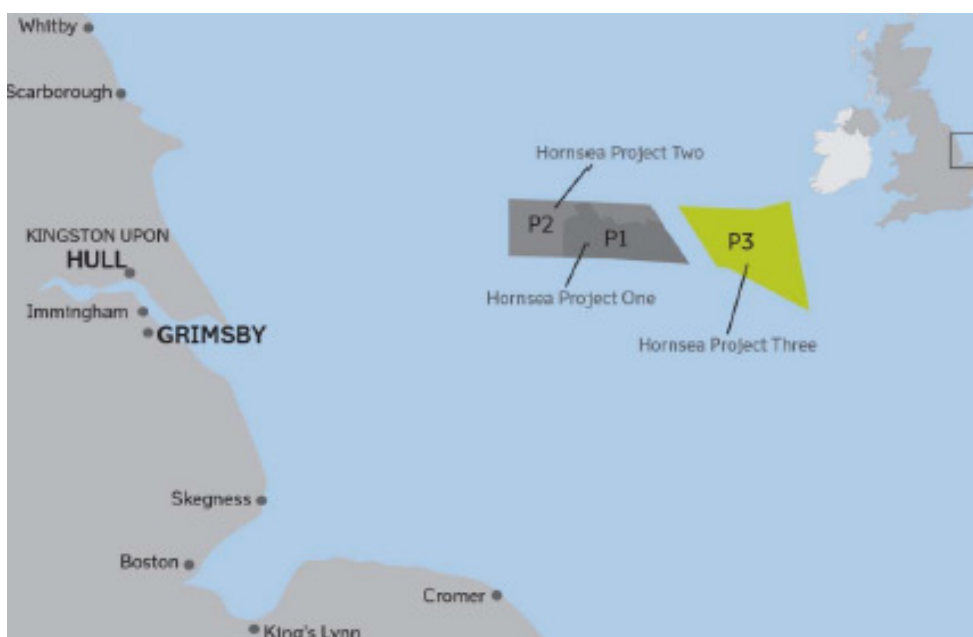 Whitby
Scarborough
Hornsea Project Two
P2
P1
P3
KINGSTON UPON
HULL
Hornsea Project One
Immingham
GRIMSBY
Hornsea Project Three
Skegness
Boston
Cromer
King's Lynn